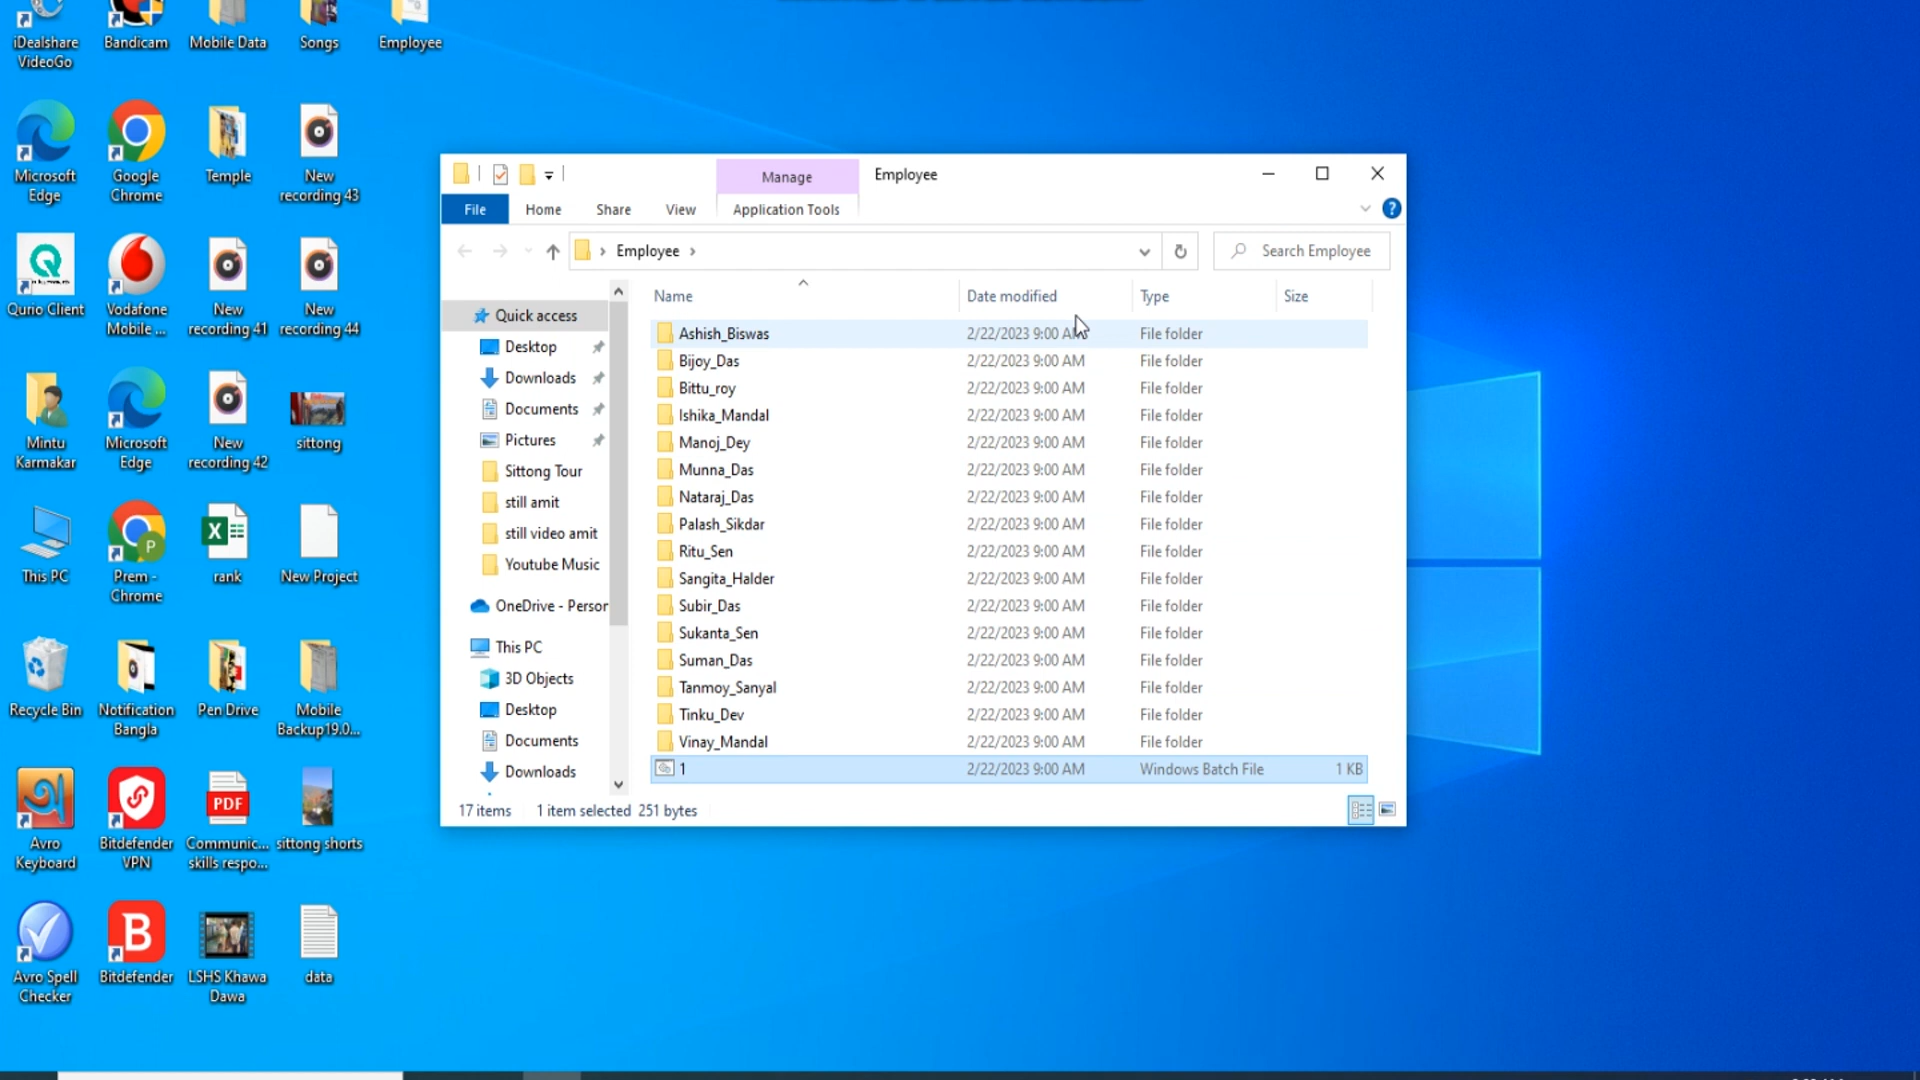 iDealshare
VideoGo
Bandicam
Mobile Data
Songs
Employee
Microsoft
Edge
Google
Chrome
Temple
New
recording 43
Qurio Client
Vodafone
Mobile ...
New
recording 41
New
recording 44
Mintu
Karmakar
Microsoft
Edge
New
recording 42
sittong
This PC
Prem -
Chrome
rank
New Project
Recycle Bin
Notification
Bangla
Pen Drive
Mobile
Backup19.0...
Avro
Keyboard
Bitdefender
VPN
PDF
Communic...
skills respo...
sittong shorts
Avro Spell
Checker
Bitdefender
LSHS Khawa
Dawa
data
Manage
Employee
File
Home
Share
View
Application Tools
Employee
Search Employee
Name
Date modified
Type
Size
Quick access
Desktop
Downloads
Documents
Pictures
Sittong Tour
still amit
still video amit
Youtube Music
OneDrive - Person
This PC
3D Objects
Desktop
Documents
Downloads
Ashish_Biswas 2/22/2023 9:00 AM File folder
Bijoy_Das 2/22/2023 9:00 AM File folder
Bittu_roy 2/22/2023 9:00 AM File folder
Ishika_Mandal 2/22/2023 9:00 AM File folder
Manoj_Dey 2/22/2023 9:00 AM File folder
Munna_Das 2/22/2023 9:00 AM File folder
Nataraj_Das 2/22/2023 9:00 AM File folder
Palash_Sikdar 2/22/2023 9:00 AM File folder
Ritu_Sen 2/22/2023 9:00 AM File folder
Sangita_Halder 2/22/2023 9:00 AM File folder
Subir_Das 2/22/2023 9:00 AM File folder
Sukanta_Sen 2/22/2023 9:00 AM File folder
Suman_Das 2/22/2023 9:00 AM File folder
Tanmoy_Sanyal 2/22/2023 9:00 AM File folder
Tinku_Dev 2/22/2023 9:00 AM File folder
Vinay_Mandal 2/22/2023 9:00 AM File folder
1 2/22/2023 9:00 AM Windows Batch File 1 KB
17 items 1 item selected 251 bytes